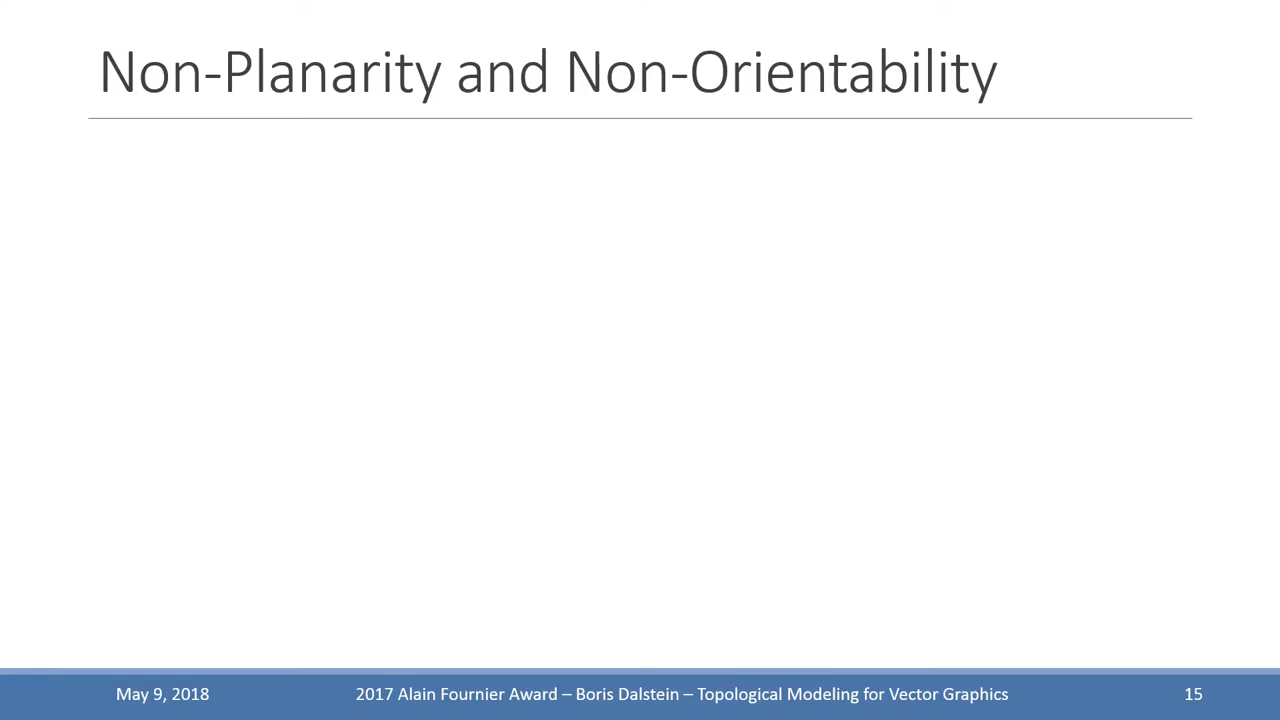 Non-Planarity and Non-Orientability
May 9, 2018
2017 Alain Fournier Award – Boris Dalstein – Topological Modeling for Vector Graphics
15